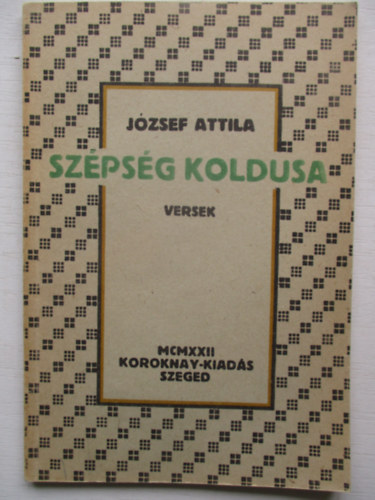 JÓZSEF ATTILA
SZÉPSÉG KOLDUSA
VERSEK
MCMXXII
KOROKNAY-KIADÁS
SZEGED